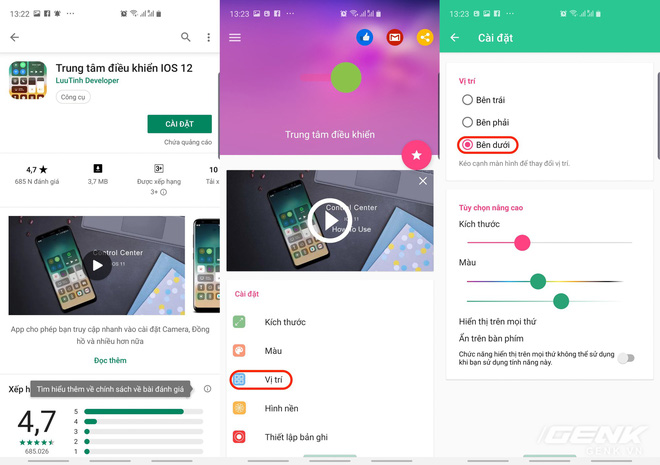 13:22
Trung tâm điều khiển IOS 12
LuuTinh Developer
Công cụ
CÀI ĐẶT
Chứa quảng cáo
4,7★
685 N đánh giá
3,7 MB
3+
Được xếp hạng
3+
10
Tải x
Control Center
iOS 11
App cho phép bạn truy cập nhanh vào cài đặt Camera, Đồng
hồ và nhiều hơn nữa
Đọc thêm
Xếp h
Tìm hiểu thêm về chính sách về bài đánh giá
4,7
685.026
5
4
3
2
1
13:23
Trung tâm điều khiển
Control Center
iOS 11
How To Use
Cài đặt
Kích thước
Màu
Vị trí
Hình nền
Thiết lập bản ghi
13:23
Cài đặt
Vị trí
Bên trái
Bên phải
Bên dưới
Kéo cạnh màn hình để thay đổi vị trí.
Tùy chọn nâng cao
Kích thước
Màu
Hiển thị trên mọi thứ
Ẩn trên bàn phím
Chức năng hiển thị trên mọi thứ không thể sử dụng
khi bạn sử dụng tính năng này.
GENK
GENK.VN